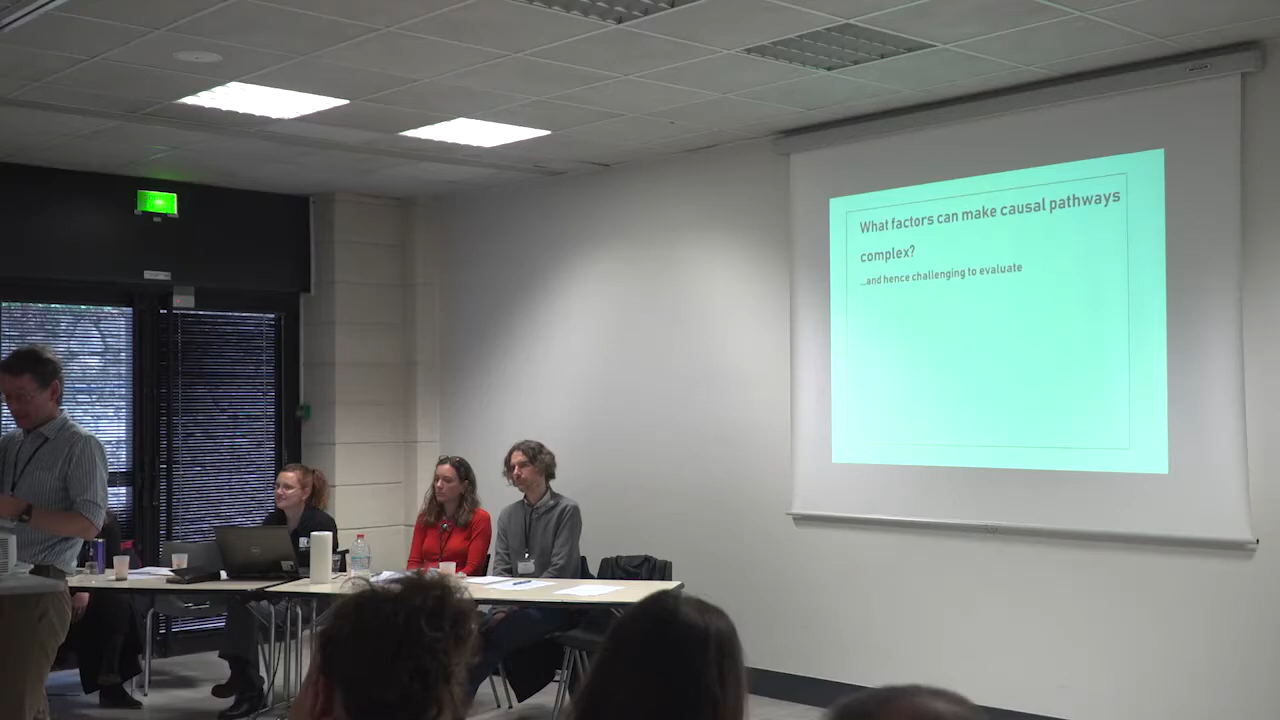 What factors can make causal pathways
complex?
...and hence challenging to evaluate